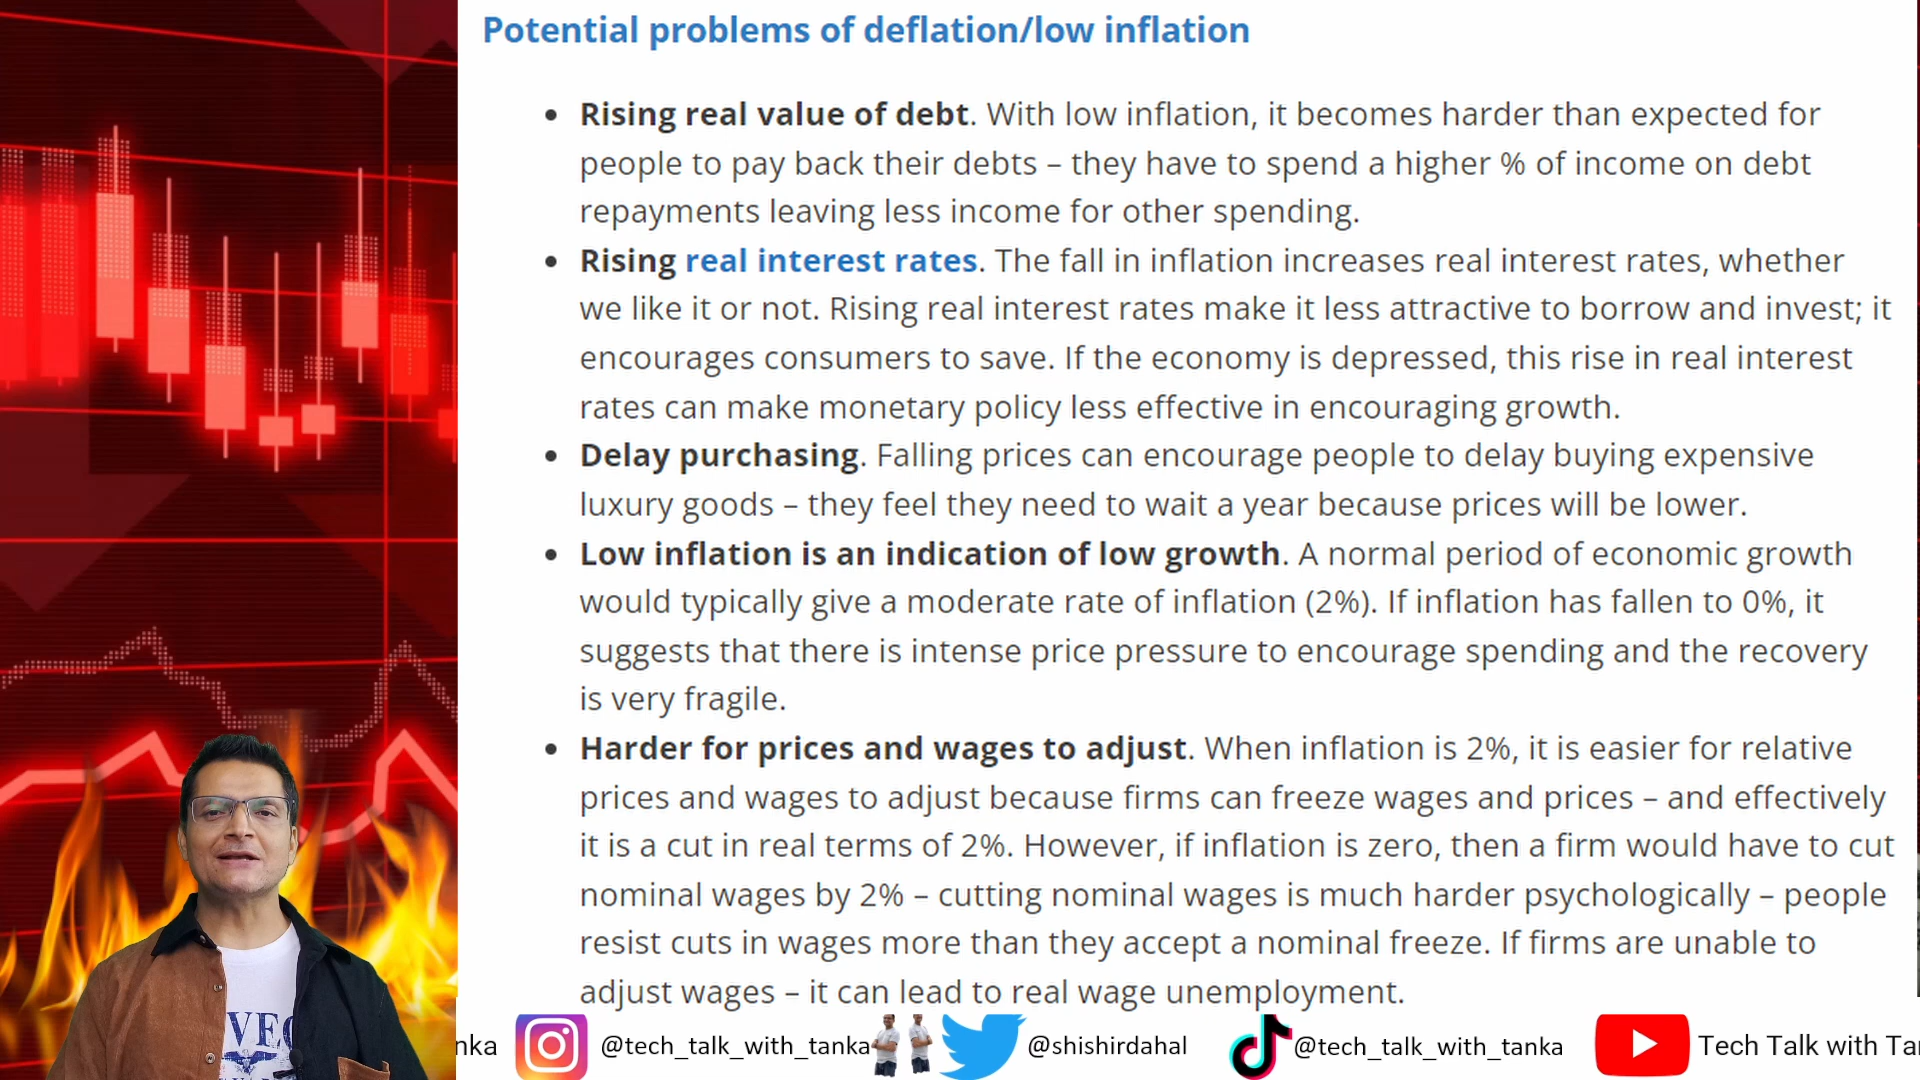 Potential problems of deflation/low inflation
• Rising real value of debt. With low inflation, it becomes harder than expected for
people to pay back their debts – they have to spend a higher % of income on debt
repayments leaving less income for other spending.
• Rising real interest rates. The fall in inflation increases real interest rates, whether
we like it or not. Rising real interest rates make it less attractive to borrow and invest; it
encourages consumers to save. If the economy is depressed, this rise in real interest
rates can make monetary policy less effective in encouraging growth.
• Delay purchasing. Falling prices can encourage people to delay buying expensive
luxury goods – they feel they need to wait a year because prices will be lower.
• Low inflation is an indication of low growth. A normal period of economic growth
would typically give a moderate rate of inflation (2%). If inflation has fallen to 0%, it
suggests that there is intense price pressure to encourage spending and the recovery
is very fragile.
• Harder for prices and wages to adjust. When inflation is 2%, it is easier for relative
prices and wages to adjust because firms can freeze wages and prices – and effectively
it is a cut in real terms of 2%. However, if inflation is zero, then a firm would have to cut
nominal wages by 2% – cutting nominal wages is much harder psychologically – people
resist cuts in wages more than they accept a nominal freeze. If firms are unable to
adjust wages – it can lead to real wage unemployment.
nka @tech_talk_with_tanka @shishirdahal @tech_talk_with_tanka Tech Talk with Ta